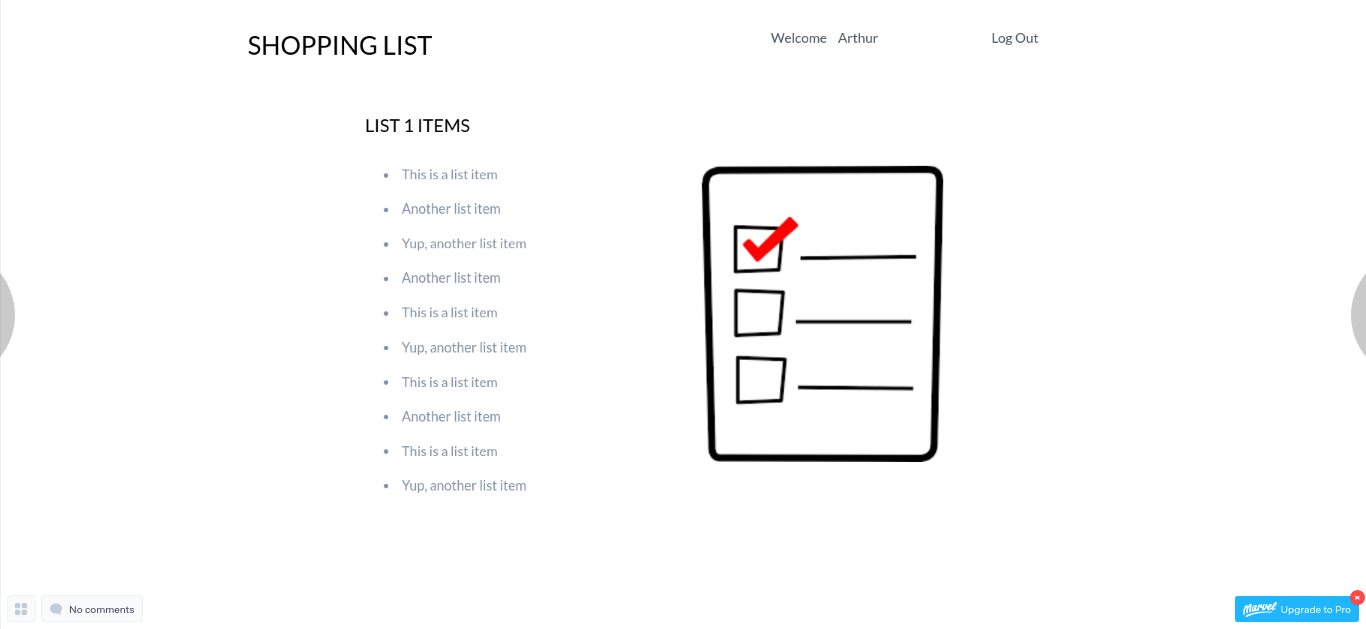 SHOPPING LIST
Welcome Arthur
Log Out
LIST 1 ITEMS
This is a list item
Another list item
Yup, another list item
Another list item
This is a list item
Yup, another list item
This is a list item
Another list item
This is a list item
Yup, another list item
No comments
Marvel Upgrade to Pro